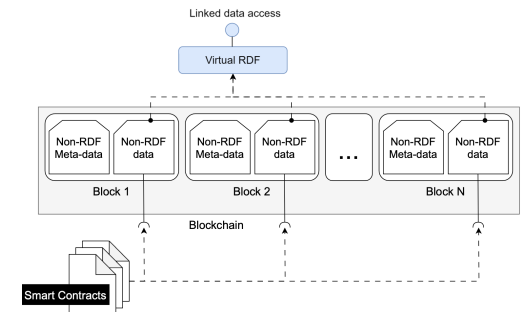 Linked data access
Virtual RDF
Non-RDF
Meta-data
Non-RDF
data
Non-RDF
Meta-data
Non-RDF
data
...
Non-RDF
Meta-data
Non-RDF
data
Block 1
Block 2
Block N
Blockchain
Smart Contracts